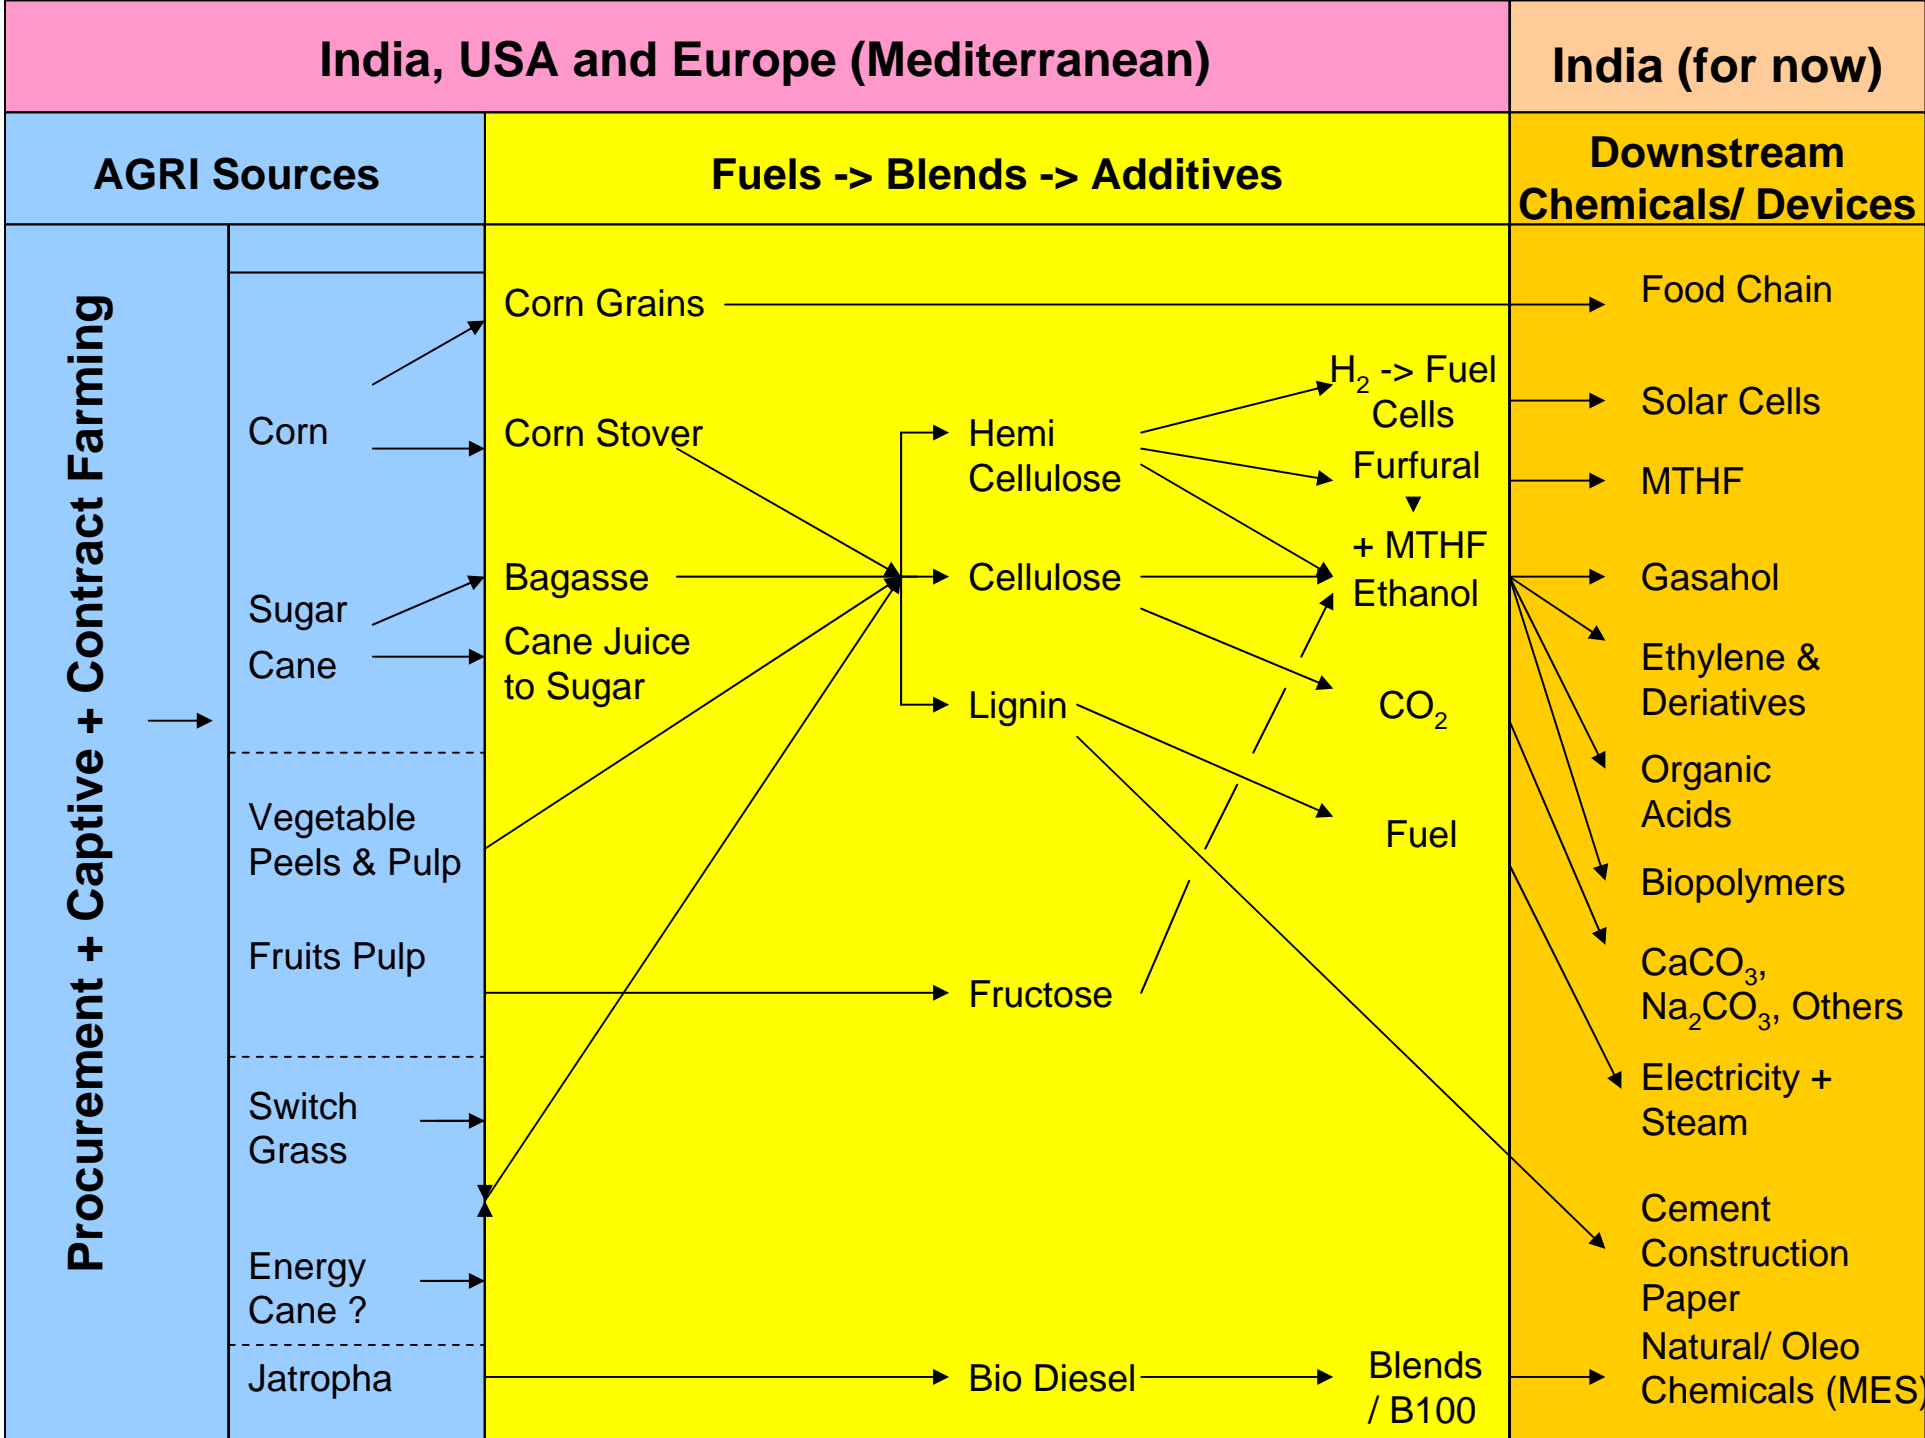 India, USA and Europe (Mediterranean)
India (for now)
AGRI Sources
Fuels -> Blends -> Additives
Downstream
Chemicals/ Devices
Procurement + Captive + Contract Farming
Corn
Sugar
Cane
Vegetable
Peels & Pulp
Fruits Pulp
Switch
Grass
Energy
Cane ?
Jatropha
Corn Grains
Corn Stover
Bagasse
Cane Juice
to Sugar
Hemi
Cellulose
Cellulose
Lignin
Fructose
Bio Diesel
H₂ -> Fuel
Cells
Furfural
+ MTHF
Ethanol
CO₂
Fuel
Blends
/ B100
Food Chain
Solar Cells
MTHF
Gasahol
Ethylene &
Deriatives
Organic
Acids
Biopolymers
CaCO₃,
Na₂CO₃, Others
Electricity +
Steam
Cement
Construction
Paper
Natural/ Oleo
Chemicals (MES)